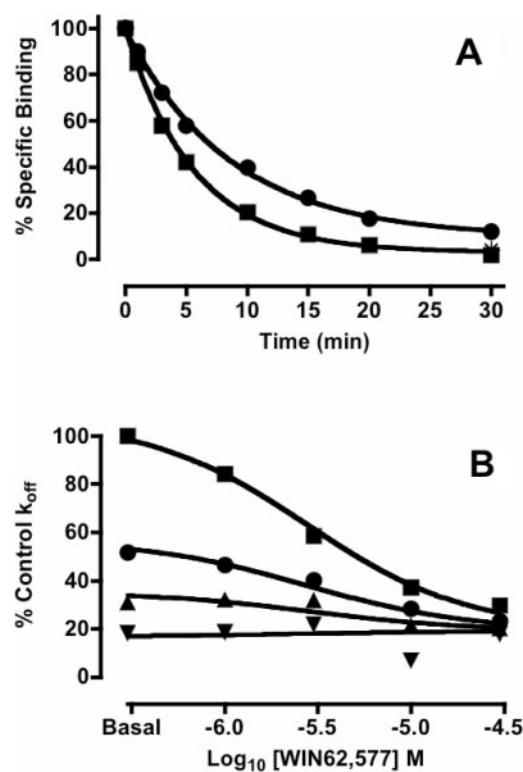 A
100
80
60
40
20
0
% Specific Binding
0 5 10 15 20 25 30
Time (min)
B
100
80
60
40
20
0
% Control koff
Basal -6.0 -5.5 -5.0 -4.5
Log10 [WIN62,577] M